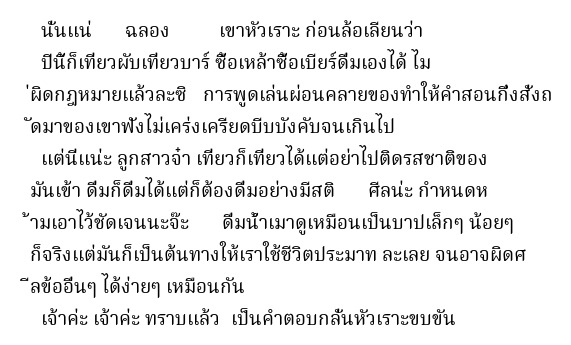 นั่นแน่ ฉลอง เขาหัวเราะ ก่อนล้อเลียนว่า
ปีนี้ก็เที่ยวผับเที่ยวบาร์ ซื้อเหล้าซื้อเบียร์ดื่มเองได้ ไม
่ผิดกฎหมายแล้วละซิ การพูดเล่นผ่อนคลายของทำให้คำสอนกึ่งสั่งถ
ัดมาของเขาฟังไม่เคร่งเครียดบีบบังคับจนเกินไป
แต่นี่แน่ะ ลูกสาวจ๋า เที่ยวก็เที่ยวได้แต่อย่าไปติดรสชาติของ
มันเข้า ดื่มก็ดื่มได้แต่ก็ต้องดื่มอย่างมีสติ ศีลน่ะ กำหนดห
้ามเอาไว้ชัดเจนนะจ๊ะ ดื่มน้ำเมาดูเหมือนเป็นบาปเล็กๆ น้อยๆ
ก็จริงแต่มันก็เป็นต้นทางให้เราใช้ชีวิตประมาท ละเลย จนอาจผิดศ
ีลข้ออื่นๆ ได้ง่ายๆ เหมือนกัน
เจ้าค่ะ เจ้าค่ะ ทราบแล้ว เป็นคำตอบกลั้นหัวเราะขบขัน